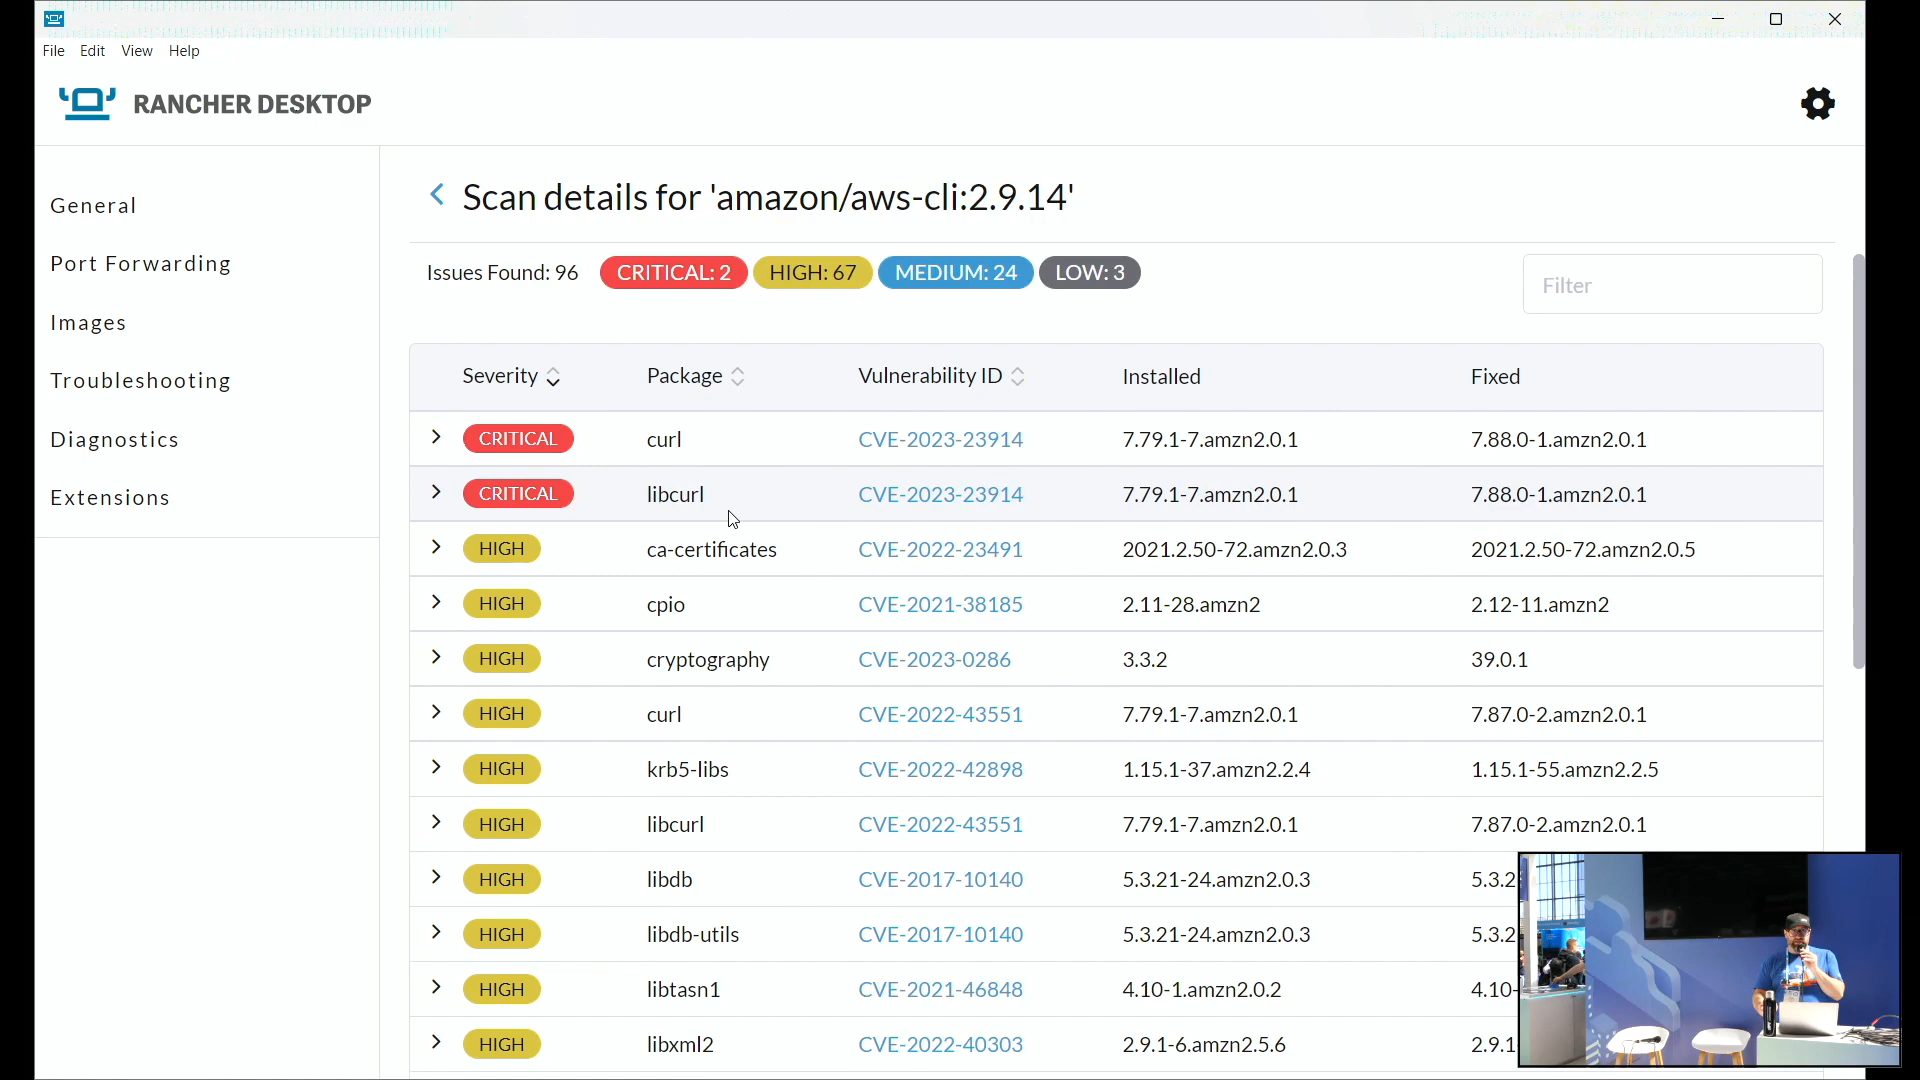 File Edit View Help
RANCHER DESKTOP
General
Port Forwarding
Images
Troubleshooting
Diagnostics
Extensions
Scan details for 'amazon/aws-cli:2.9.14'
Issues Found: 96 CRITICAL: 2 HIGH: 67 MEDIUM: 24 LOW: 3
Filter
Severity Package Vulnerability ID Installed Fixed
CRITICAL curl CVE-2023-23914 7.79.1-7.amzn2.0.1 7.88.0-1.amzn2.0.1
CRITICAL libcurl CVE-2023-23914 7.79.1-7.amzn2.0.1 7.88.0-1.amzn2.0.1
HIGH ca-certificates CVE-2022-23491 2021.2.50-72.amzn2.0.3 2021.2.50-72.amzn2.0.5
HIGH cpio CVE-2021-38185 2.11-28.amzn2 2.12-11.amzn2
HIGH cryptography CVE-2023-0286 3.3.2 39.0.1
HIGH curl CVE-2022-43551 7.79.1-7.amzn2.0.1 7.87.0-2.amzn2.0.1
HIGH krb5-libs CVE-2022-42898 1.15.1-37.amzn2.2.4 1.15.1-55.amzn2.2.5
HIGH libcurl CVE-2022-43551 7.79.1-7.amzn2.0.1 7.87.0-2.amzn2.0.1
HIGH libdb CVE-2017-10140 5.3.21-24.amzn2.0.3 5.3.2
HIGH libdb-utils CVE-2017-10140 5.3.21-24.amzn2.0.3 5.3.2
HIGH libtasn1 CVE-2021-46848 4.10-1.amzn2.0.2 4.10-
HIGH libxml2 CVE-2022-40303 2.9.1-6.amzn2.5.6 2.9.1